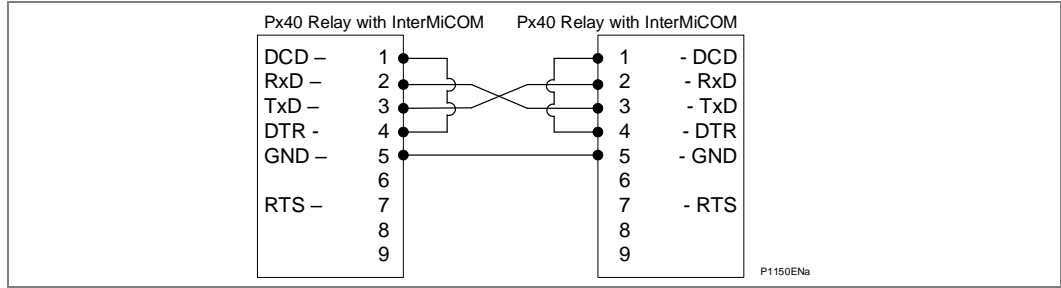 Px40 Relay with InterMiCOM Px40 Relay with InterMiCOM
DCD – 1 1 - DCD
RxD – 2 2 - RxD
TxD – 3 3 - TxD
DTR - 4 4 - DTR
GND – 5 5 - GND
6 6
RTS – 7 7 - RTS
8 8
9 9
P1150ENa